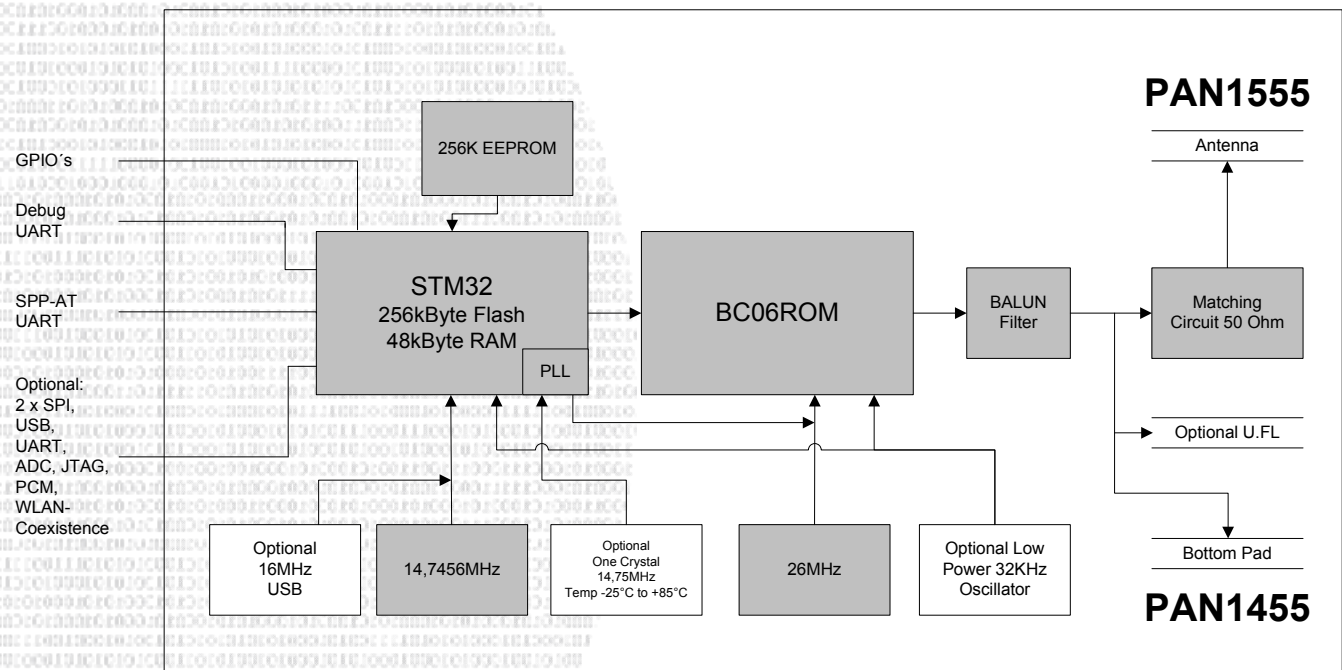 PAN1555
Antenna
256K EEPROM
GPIO´s
Debug
UART
STM32
256kByte Flash
48kByte RAM
PLL
BC06ROM
BALUN
Filter
Matching
Circuit 50 Ohm
SPP-AT
UART
Optional:
2 x SPI,
USB,
UART,
ADC, JTAG,
PCM,
WLAN-
Coexistence
Optional U.FL
Optional
16MHz
USB
14,7456MHz
Optional
One Crystal
14,75MHz
Temp -25°C to +85°C
26MHz
Optional Low
Power 32KHz
Oscillator
Bottom Pad
PAN1455